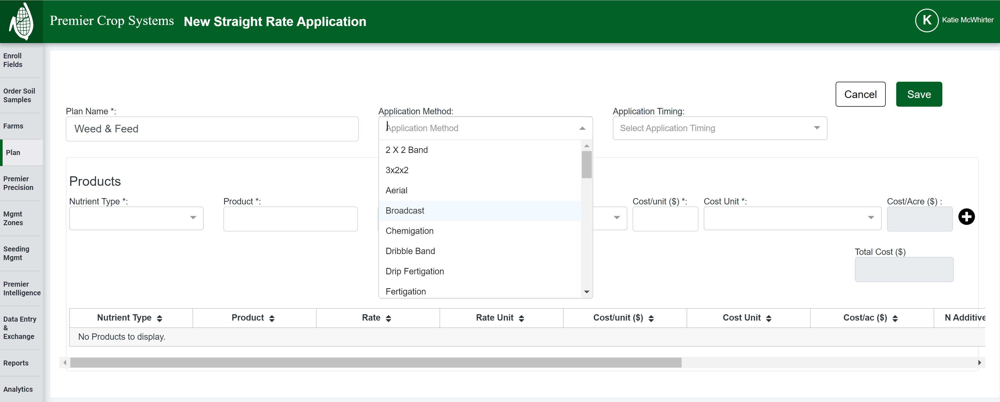 Premier Crop Systems New Straight Rate Application
K Katie McWhirter
Enroll
Fields
Order Soil
Samples
Farms
Plan
Premier
Precision
Mgmt
Zones
Seeding
Mgmt
Premier
Intelligence
Data Entry
&
Exchange
Reports
Analytics
Cancel Save
Plan Name *: Application Method: Application Timing:
Weed & Feed Application Method Select Application Timing
2 X 2 Band
3x2x2
Aerial
Broadcast
Chemigation
Dribble Band
Drip Fertigation
Fertigation
Products
Nutrient Type *: Product *: Cost/unit ($) *: Cost Unit *: Cost/Acre ($) :
Total Cost ($)
Nutrient Type Product Rate Rate Unit Cost/unit ($) Cost Unit Cost/ac ($) N Additive
No Products to display.